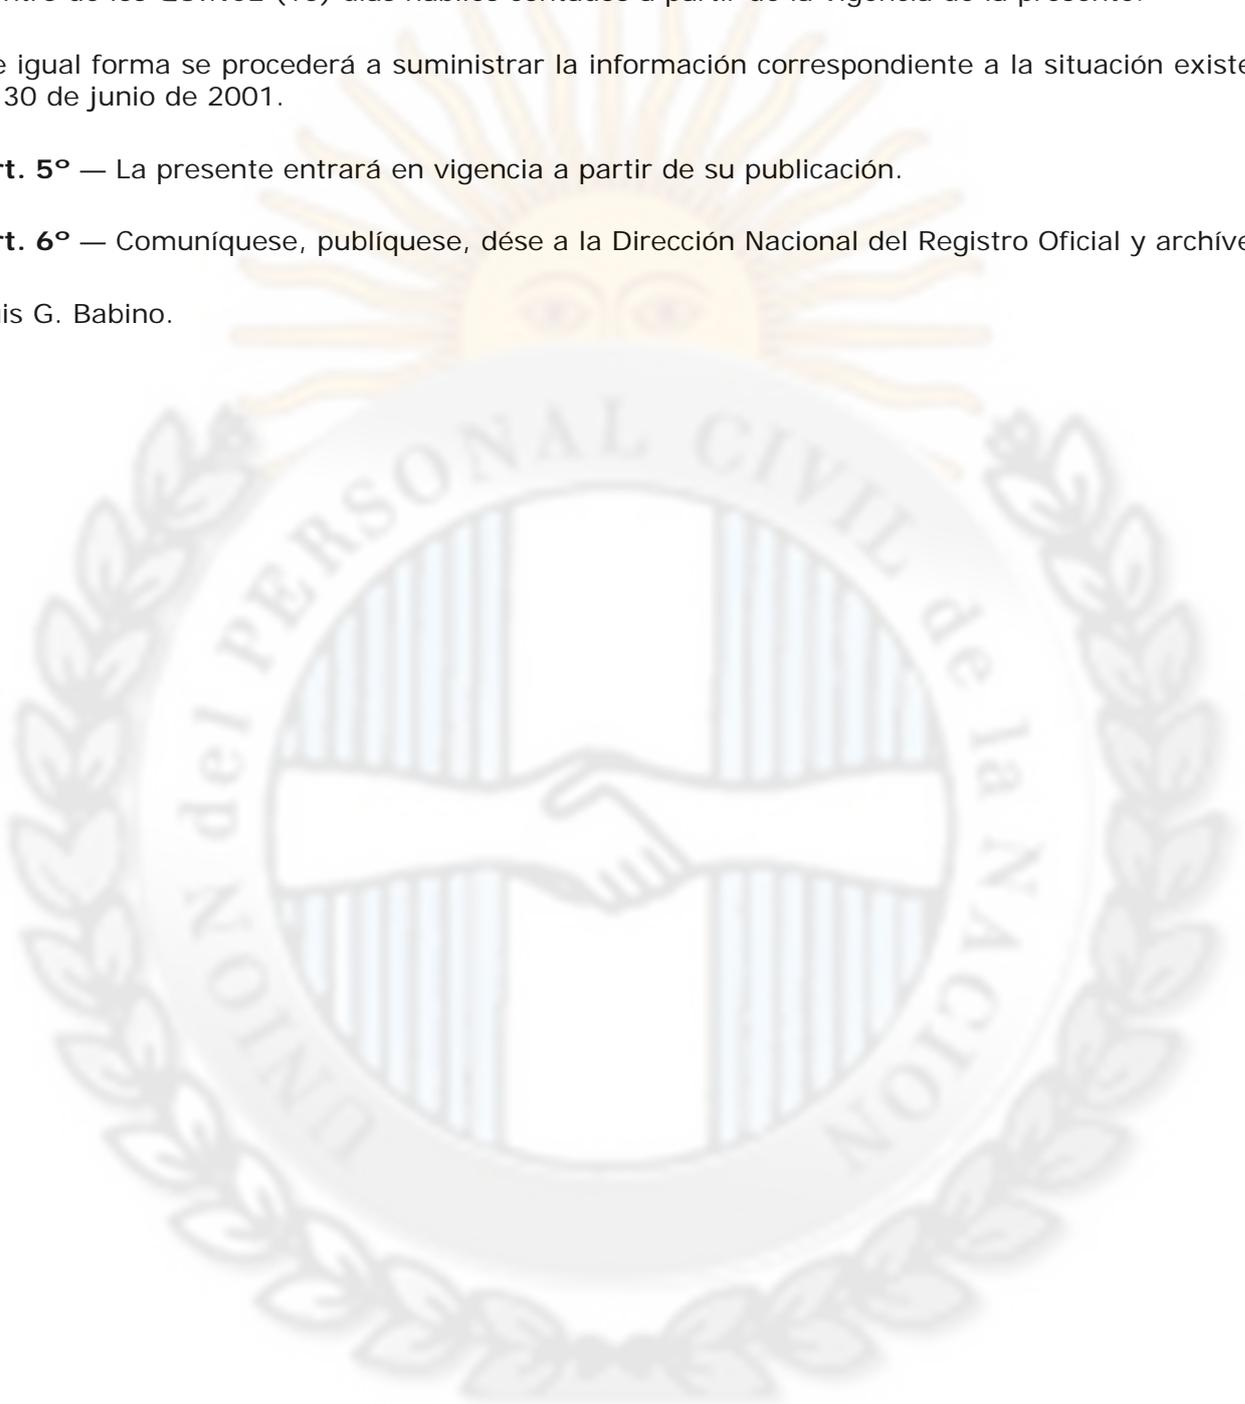 e igual forma se procederá a suministrar la información correspondiente a la situación existe
30 de junio de 2001.
rt. 5º — La presente entrará en vigencia a partir de su publicación.
rt. 6º — Comuníquese, publíquese, dése a la Dirección Nacional del Registro Oficial y archíve
is G. Babino.
UNION del PERSONAL CIVIL de la NACION